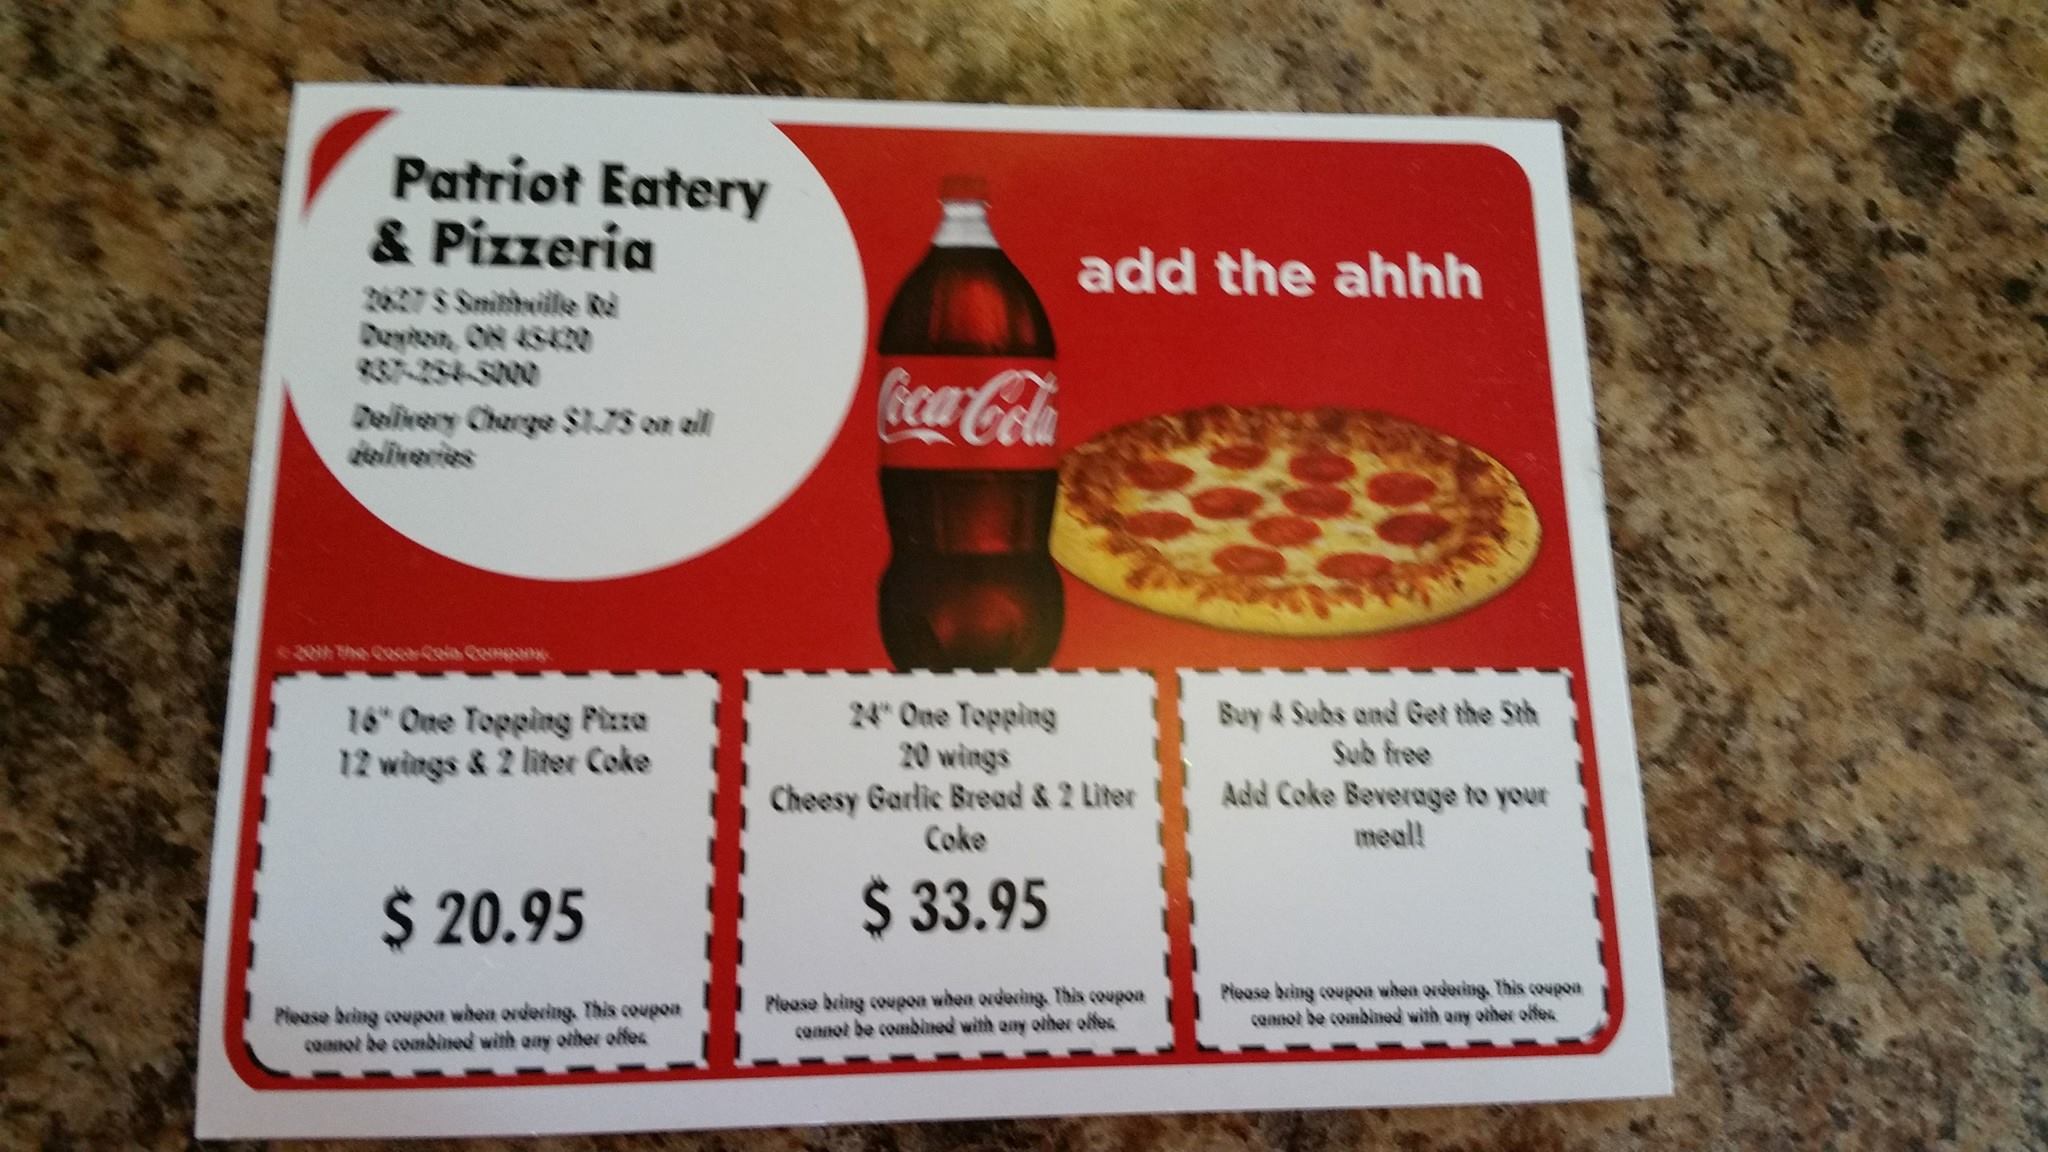 Patriot Eatery
& Pizzeria
2627 S Smithville Rd
Dayton, OH 45420
937-254-5000
Delivery Charge $1.75 on all
deliveries
add the ahhh
Coca-Cola
© 2011 The Coca-Cola Company.
16" One Topping Pizza
12 wings & 2 liter Coke
$ 20.95
Please bring coupon when ordering. This coupon
cannot be combined with any other offer.
24" One Topping
20 wings
Cheesy Garlic Bread & 2 Liter
Coke
$ 33.95
Please bring coupon when ordering. This coupon
cannot be combined with any other offer.
Buy 4 Subs and Get the 5th
Sub free
Add Coke Beverage to your
meal!
Please bring coupon when ordering. This coupon
cannot be combined with any other offer.